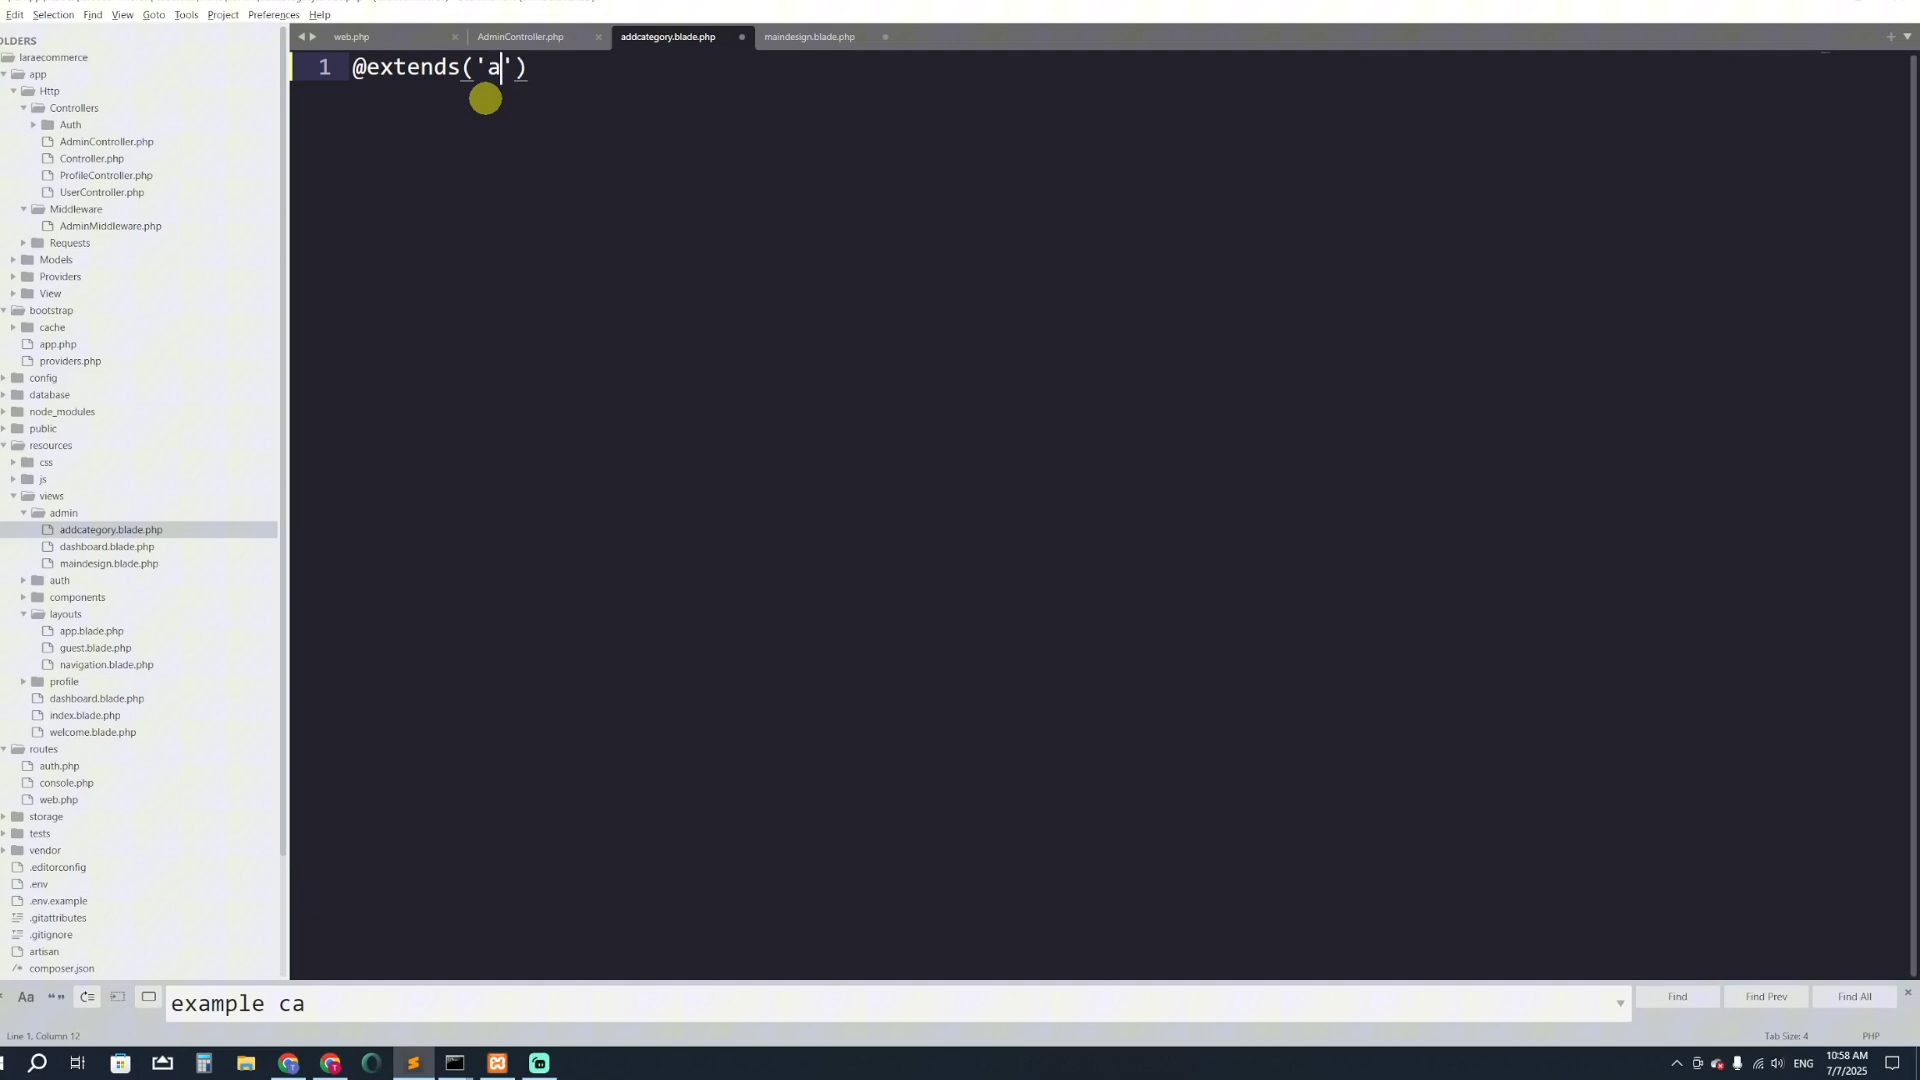 Edit Selection Find View Goto Tools Project Preferences Help
OLDERS
laraecommerce
app
Http
Controllers
Auth
AdminController.php
Controller.php
ProfileController.php
UserController.php
Middleware
AdminMiddleware.php
Requests
Models
Providers
View
bootstrap
cache
app.php
providers.php
config
database
node_modules
public
resources
css
js
views
admin
addcategory.blade.php
dashboard.blade.php
maindesign.blade.php
auth
components
layouts
app.blade.php
guest.blade.php
navigation.blade.php
profile
dashboard.blade.php
index.blade.php
welcome.blade.php
routes
auth.php
console.php
web.php
storage
tests
vendor
.editorconfig
.env
.env.example
.gitattributes
.gitignore
artisan
/* composer.json
web.php × AdminController.php × addcategory.blade.php maindesign.blade.php
1 @extends('a')
Aa example ca Find Find Prev Find All
Line 1, Column 12 Tab Size: 4 PHP
ENG 10:58 AM
7/7/2025